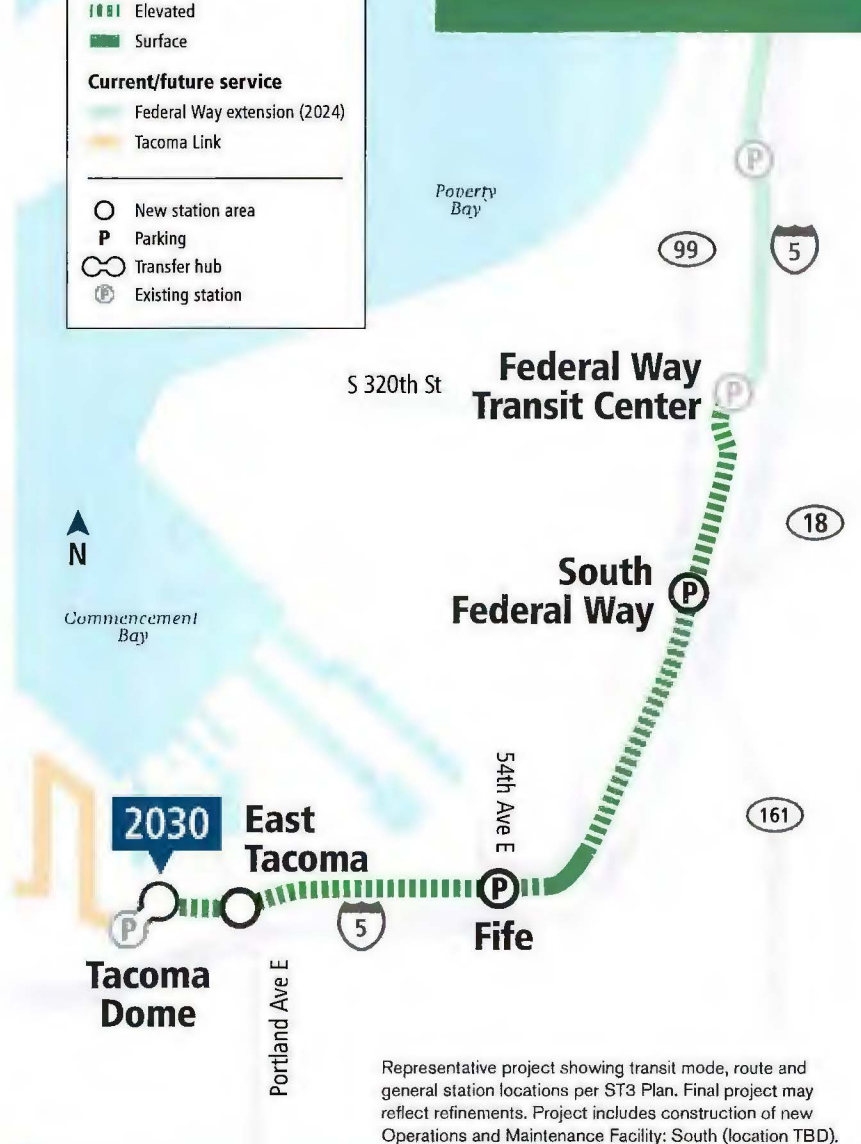 Elevated
Surface
Current/future service
Federal Way extension (2024)
Tacoma Link
New station area
P Parking
Transfer hub
P Existing station
Poverty
Bay
P
99
5
S 320th St
Federal Way
Transit Center
P
18
N
South
Federal Way
P
Commencement
Bay
54th Ave E
161
2030
East
Tacoma
P
5
Fife
P
Tacoma
Dome
Portland Ave E
Representative project showing transit mode, route and
general station locations per ST3 Plan. Final project may
reflect refinements. Project includes construction of new
Operations and Maintenance Facility: South (location TBD).